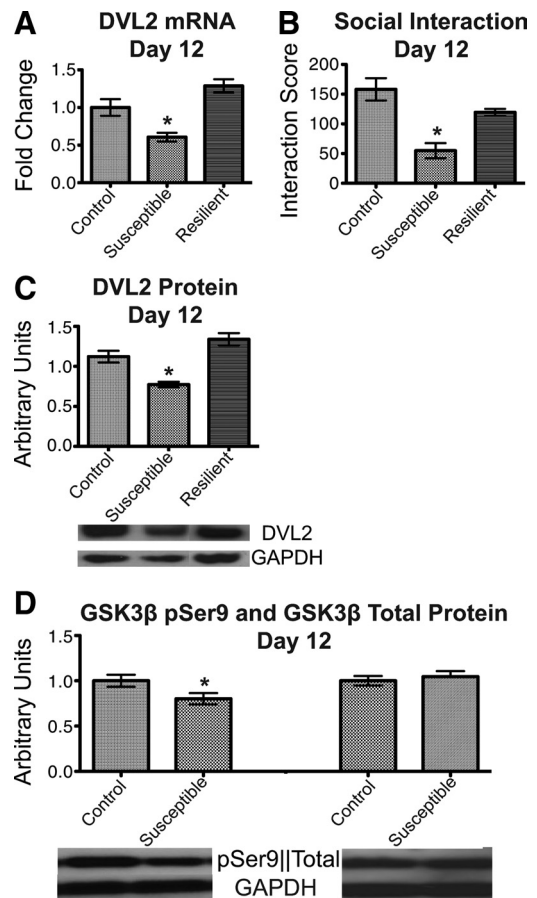 A
DVL2 mRNA
Day 12
Fold Change
1.5
1.0
0.5
0.0
*
Control
Susceptible
Resilient
B
Social Interaction
Day 12
Interaction Score
200
150
100
50
0
*
Control
Susceptible
Resilient
C
DVL2 Protein
Day 12
Arbitrary Units
1.5
1.0
0.5
0.0
*
Control
Susceptible
Resilient
DVL2
GAPDH
D
GSK3β pSer9 and GSK3β Total Protein
Day 12
Arbitrary Units
1.5
1.0
0.5
0.0
*
Control
Susceptible
Control
Susceptible
pSer9||Total
GAPDH